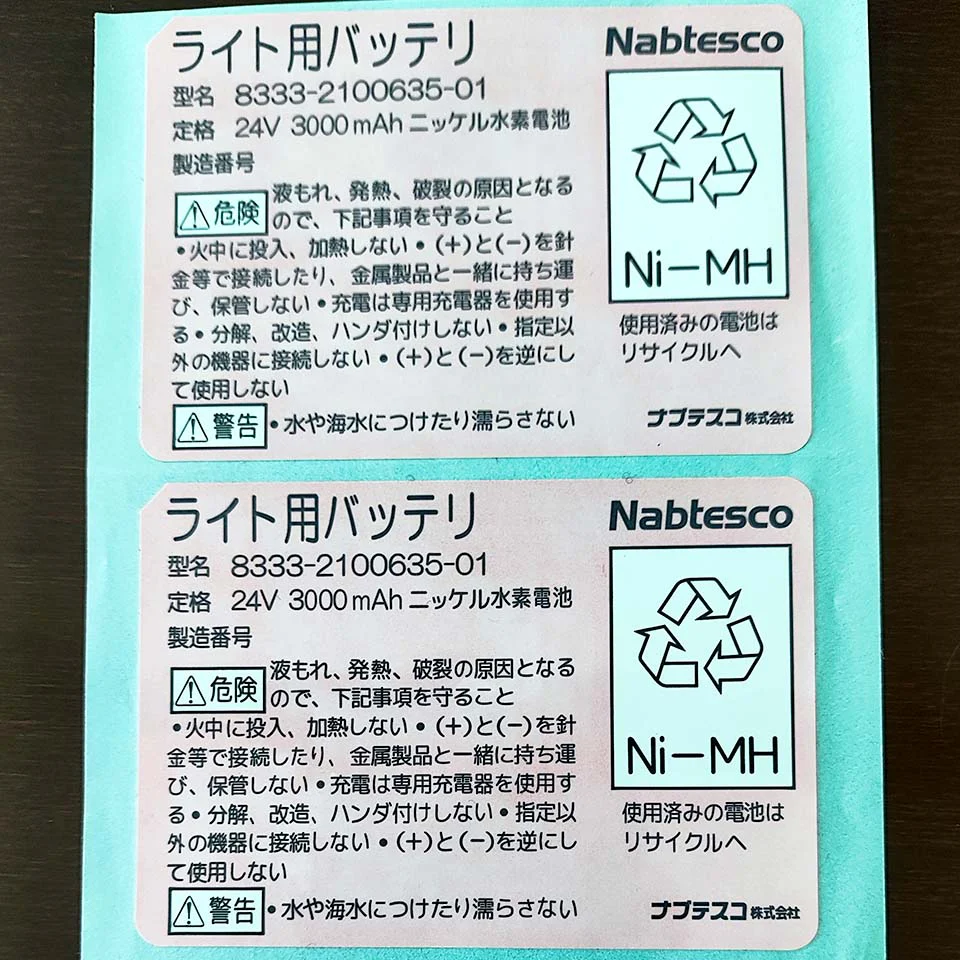 ライト用バッテリ
Nabtesco
型名 8333-2100635-01
定格 24V 3000mAh ニッケル水素電池
製造番号
危険 液もれ、発熱、破裂の原因となる
ので、下記事項を守ること
•火中に投入、加熱しない•(+)と(−)を針
金等で接続したり、金属製品と一緒に持ち運
び、保管しない•充電は専用充電器を使用す
る•分解、改造、ハンダ付けしない•指定以
外の機器に接続しない•(+)と(−)を逆にし
て使用しない
警告 •水や海水につけたり濡らさない
Ni−MH
使用済みの電池は
リサイクルへ
ナブテスコ株式会社
ライト用バッテリ
Nabtesco
型名 8333-2100635-01
定格 24V 3000mAh ニッケル水素電池
製造番号
危険 液もれ、発熱、破裂の原因となる
ので、下記事項を守ること
•火中に投入、加熱しない•(+)と(−)を針
金等で接続したり、金属製品と一緒に持ち運
び、保管しない•充電は専用充電器を使用す
る•分解、改造、ハンダ付けしない•指定以
外の機器に接続しない•(+)と(−)を逆にし
て使用しない
警告 •水や海水につけたり濡らさない
Ni−MH
使用済みの電池は
リサイクルへ
ナブテスコ株式会社